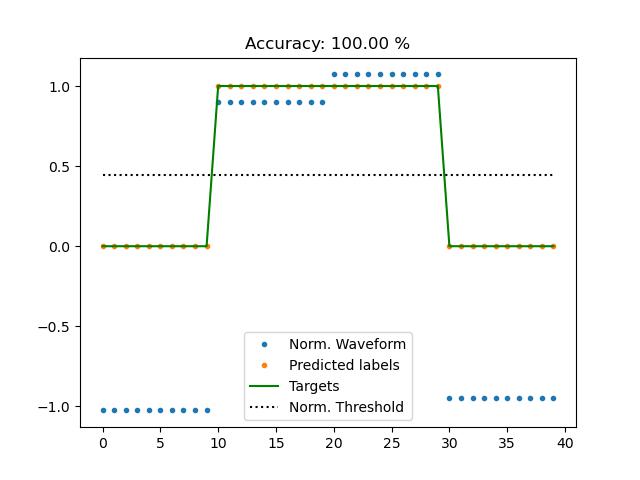 Accuracy: 100.00 %
1.0
0.5
0.0
−0.5
−1.0
Norm. Waveform
Predicted labels
Targets
Norm. Threshold
0 5 10 15 20 25 30 35 40